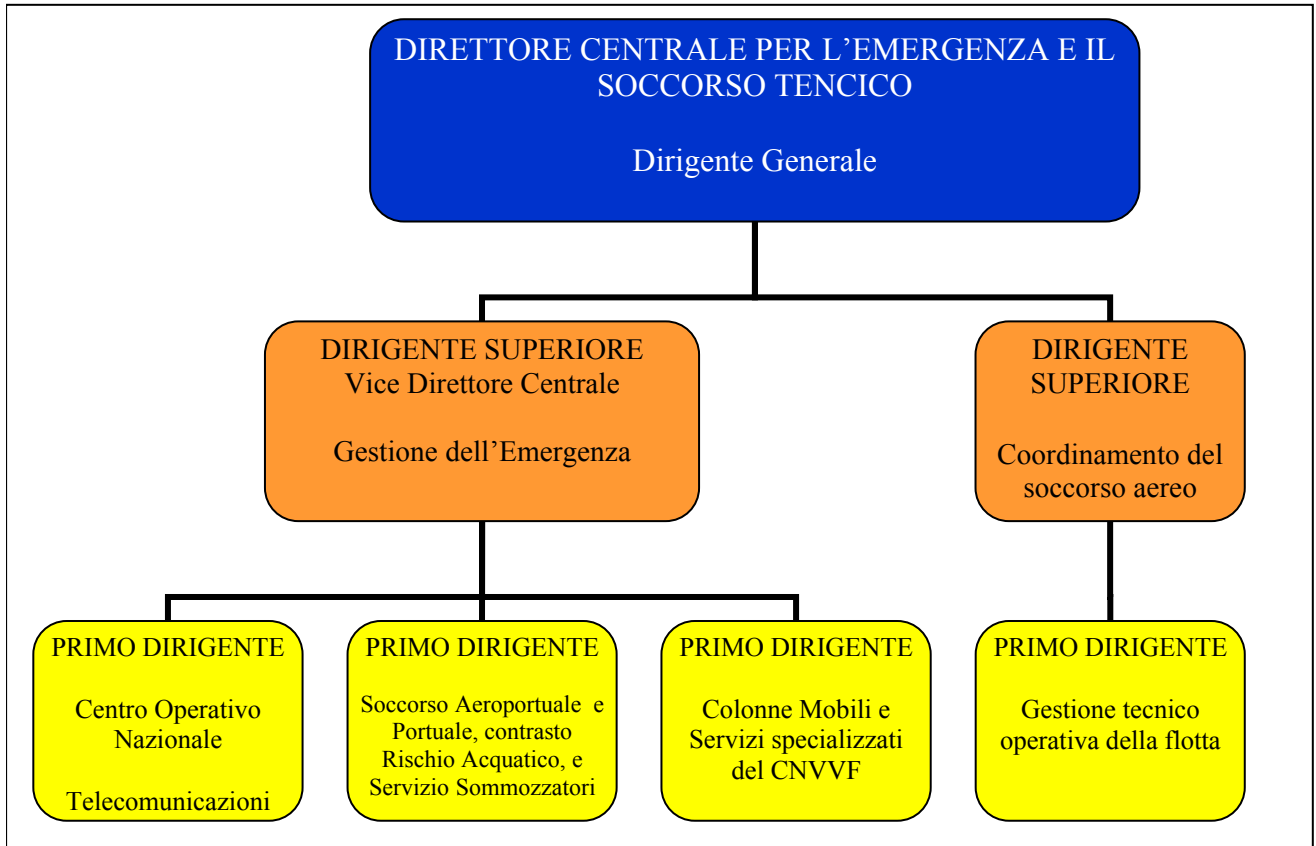 DIRETTORE CENTRALE PER L’EMERGENZA E IL
SOCCORSO TENCICO
Dirigente Generale
DIRIGENTE SUPERIORE
Vice Direttore Centrale
Gestione dell’Emergenza
DIRIGENTE
SUPERIORE
Coordinamento del
soccorso aereo
PRIMO DIRIGENTE
Centro Operativo
Nazionale
Telecomunicazioni
PRIMO DIRIGENTE
Soccorso Aeroportuale e
Portuale, contrasto
Rischio Acquatico, e
Servizio Sommozzatori
PRIMO DIRIGENTE
Colonne Mobili e
Servizi specializzati
del CNVVF
PRIMO DIRIGENTE
Gestione tecnico
operativa della flotta